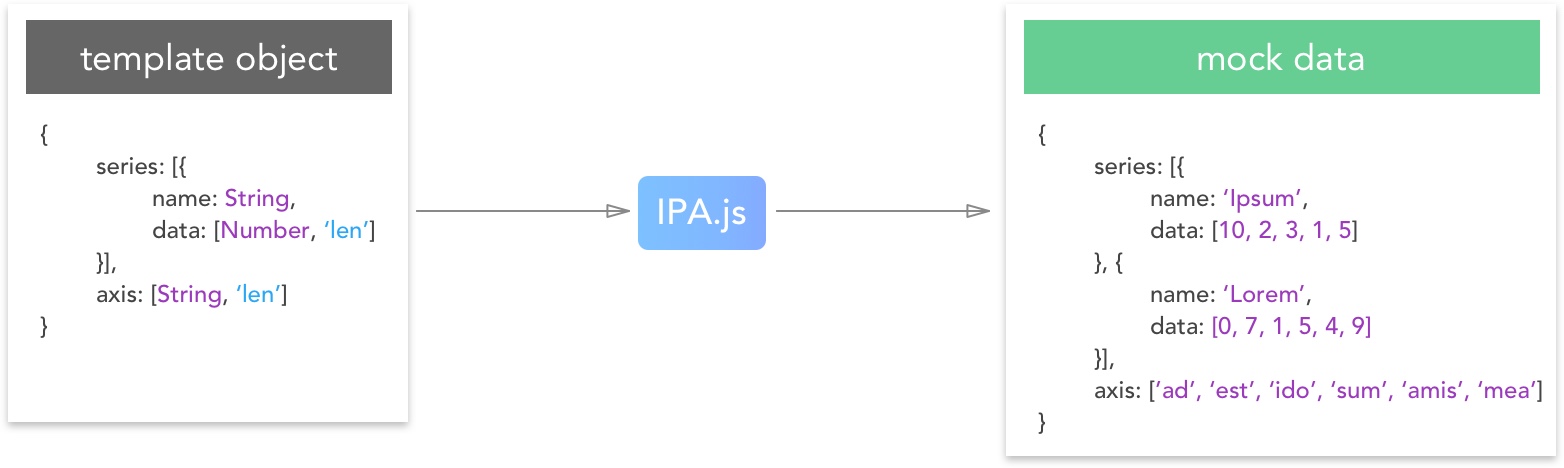 template object
{
series: [{
name: String,
data: [Number, ‘len’]
}],
axis: [String, ‘len’]
}
IPA.js
mock data
{
series: [{
name: ‘Ipsum’,
data: [10, 2, 3, 1, 5]
}, {
name: ‘Lorem’,
data: [0, 7, 1, 5, 4, 9]
}],
axis: [‘ad’, ‘est’, ‘ido’, ‘sum’, ‘amis’, ‘mea’]
}